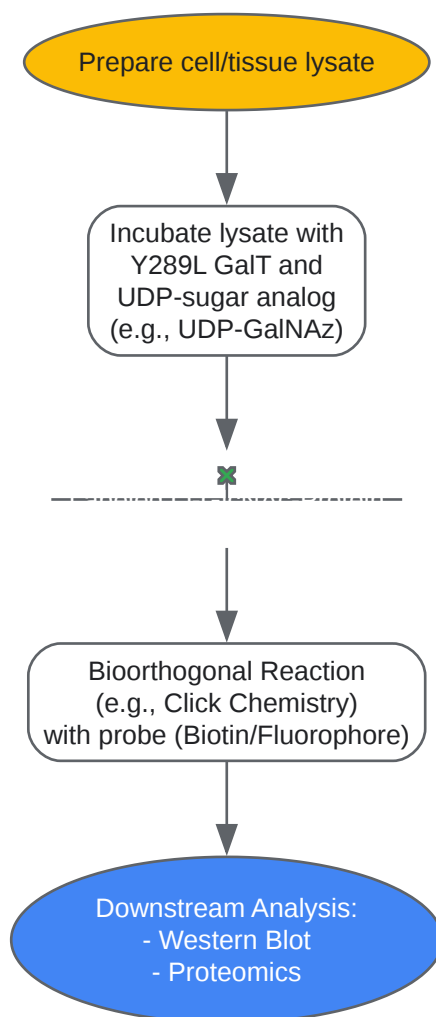 Prepare cell/tissue lysate
Incubate lysate with
Y289L GalT and
UDP-sugar analog
(e.g., UDP-GalNAz)
Bioorthogonal Reaction
(e.g., Click Chemistry)
with probe (Biotin/Fluorophore)
Downstream Analysis:
- Western Blot
- Proteomics